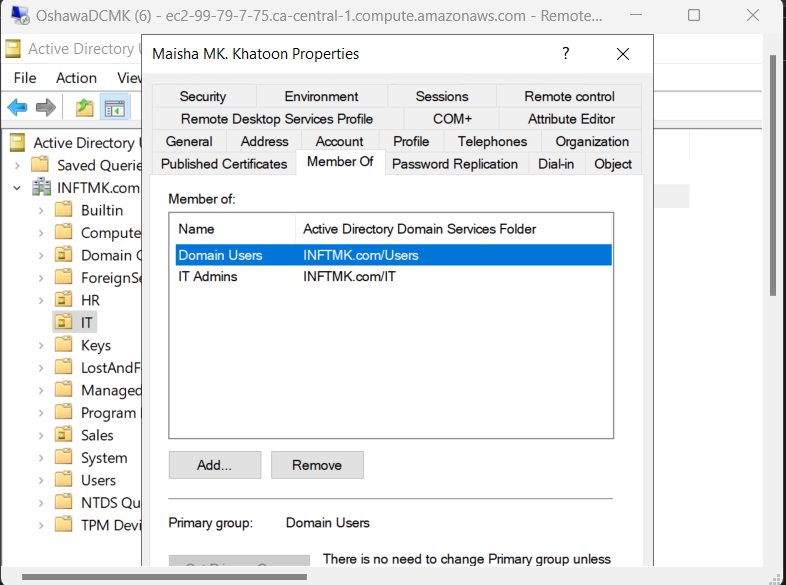 OshawaDCMK (6) - ec2-99-79-7-75.ca-central-1.compute.amazonaws.com - Remote...
Active Directory U
File Action View
Maisha MK. Khatoon Properties
?
Security Environment Sessions Remote control
Remote Desktop Services Profile COM+ Attribute Editor
General Address Account Profile Telephones Organization
Published Certificates Member Of Password Replication Dial-in Object
Member of:
Name Active Directory Domain Services Folder
Domain Users INFTMK.com/Users
IT Admins INFTMK.com/IT
Add... Remove
Primary group: Domain Users
There is no need to change Primary group unless
Active Directory U
Saved Querie
INFTMK.com
Builtin
Compute
Domain C
ForeignSe
HR
IT
Keys
LostAndF
Managed
Program
Sales
System
Users
NTDS Qu
TPM Devi